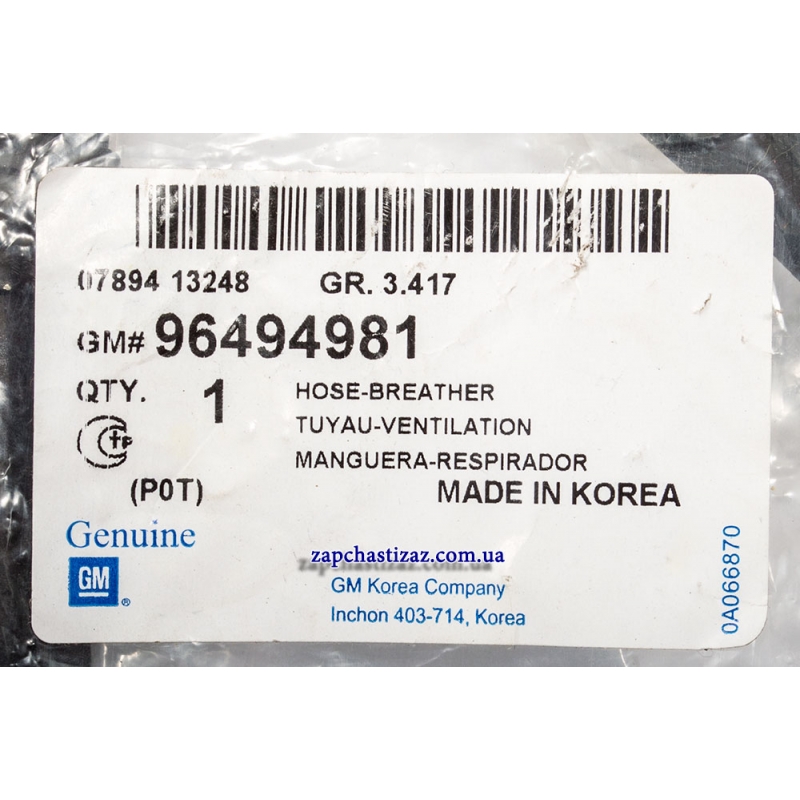 07894 13248 GR. 3.417
GM# 96494981
QTY. 1 HOSE-BREATHER
TUYAU-VENTILATION
MANGUERA-RESPIRADOR
(P0T) MADE IN KOREA
Genuine
GM ®
zapchastizaz.com.ua
GM Korea Company
Inchon 403-714, Korea
0A066870